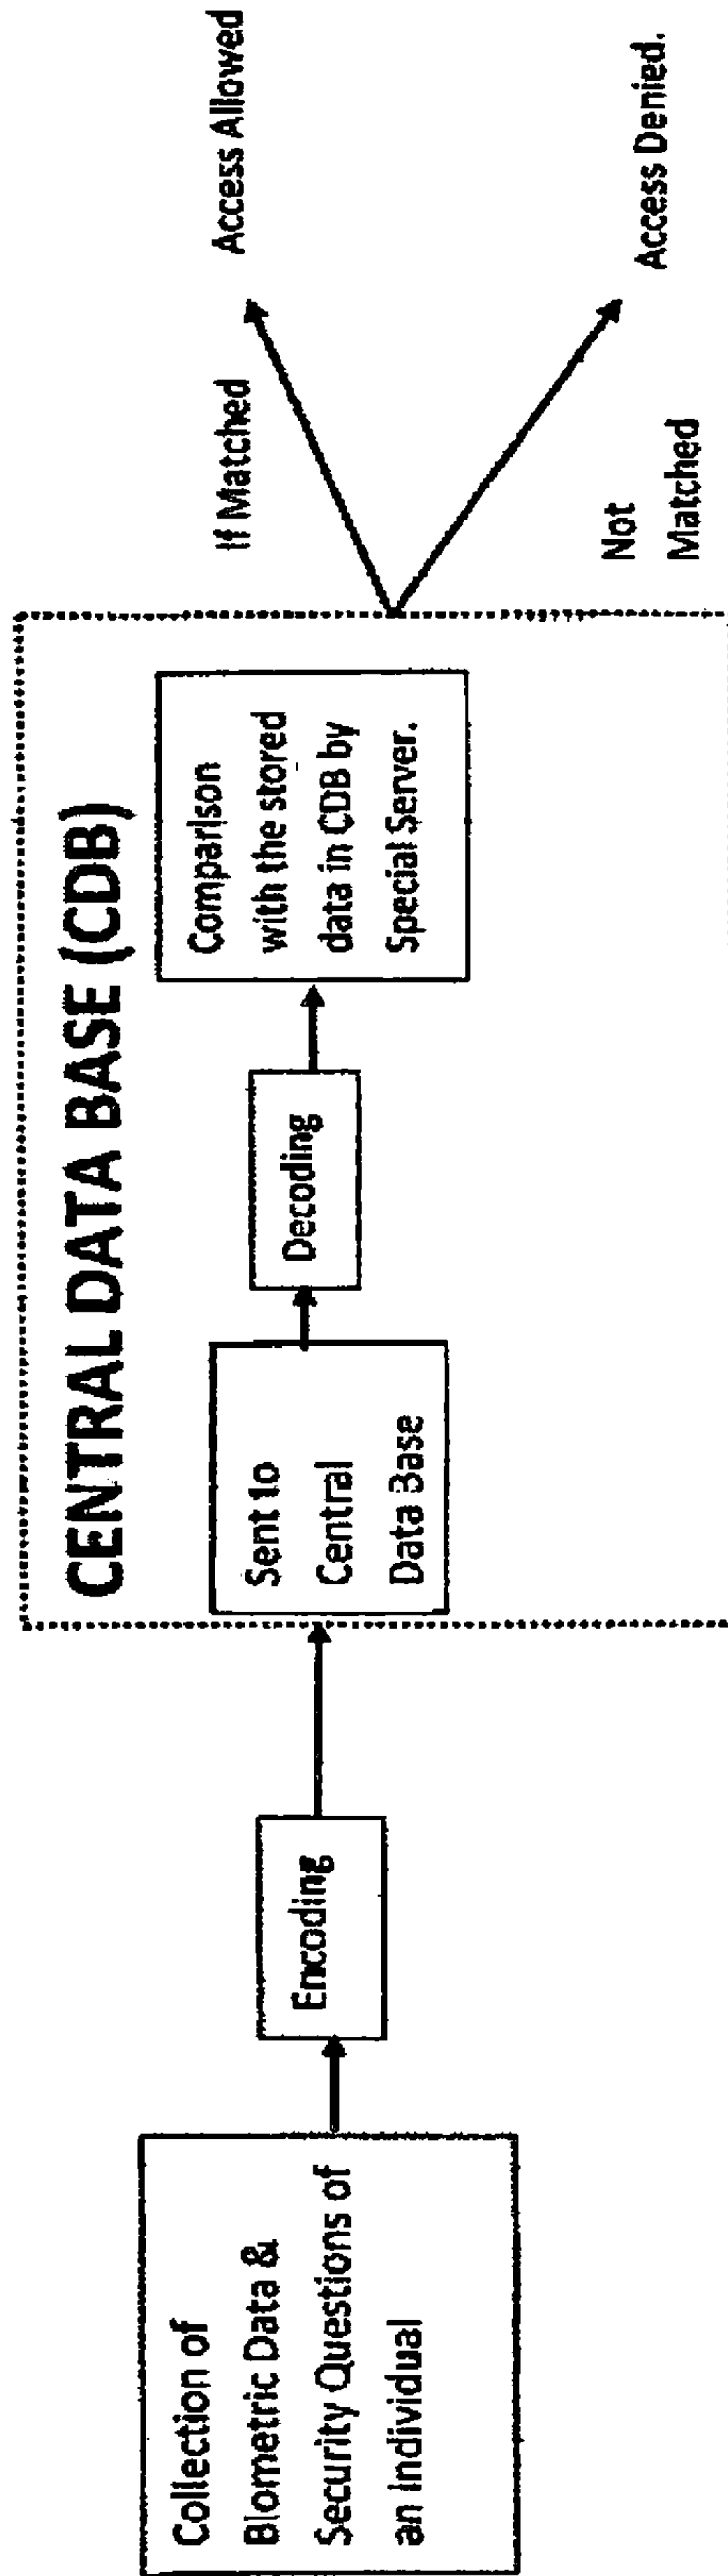 Collection of
Biometric Data &
Security Questions of
an individual
Encoding
CENTRAL DATA BASE (CDB)
Sent to
Central
Data Base
Decoding
Comparison
with the stored
data in CDB by
Special Server.
If Matched
Access Allowed
Not
Matched
Access Denied.